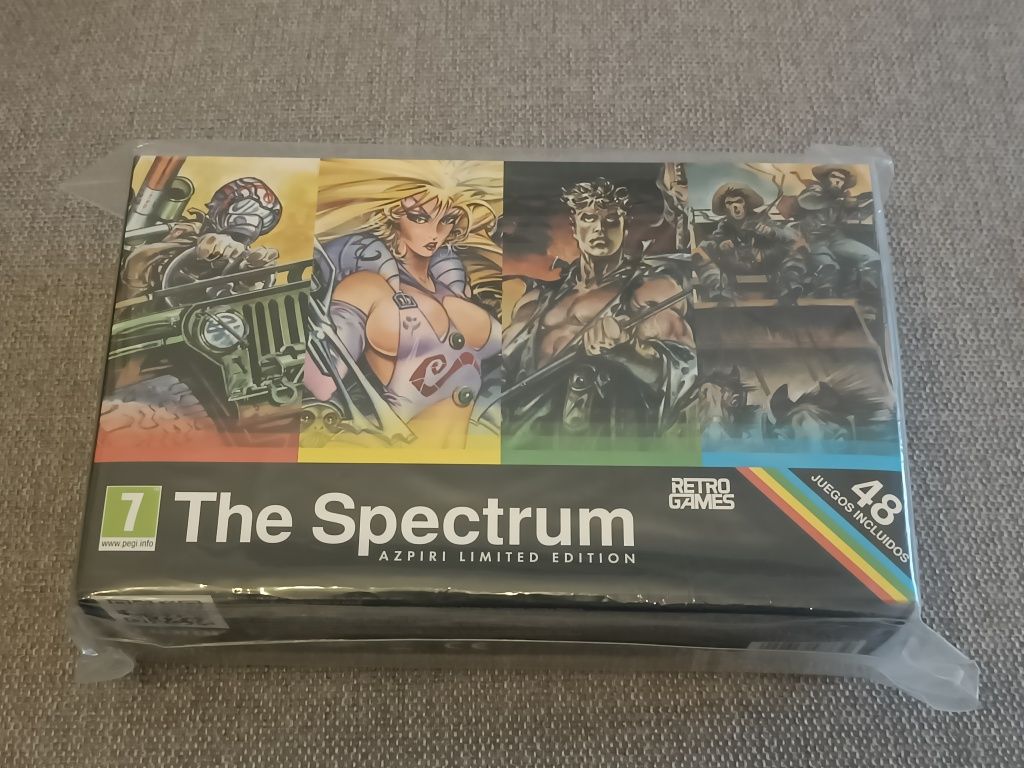 7
www.pegi.info
The Spectrum
AZPIRI LIMITED EDITION
RETRO
GAMES
48
JUEGOS INCLUIDOS